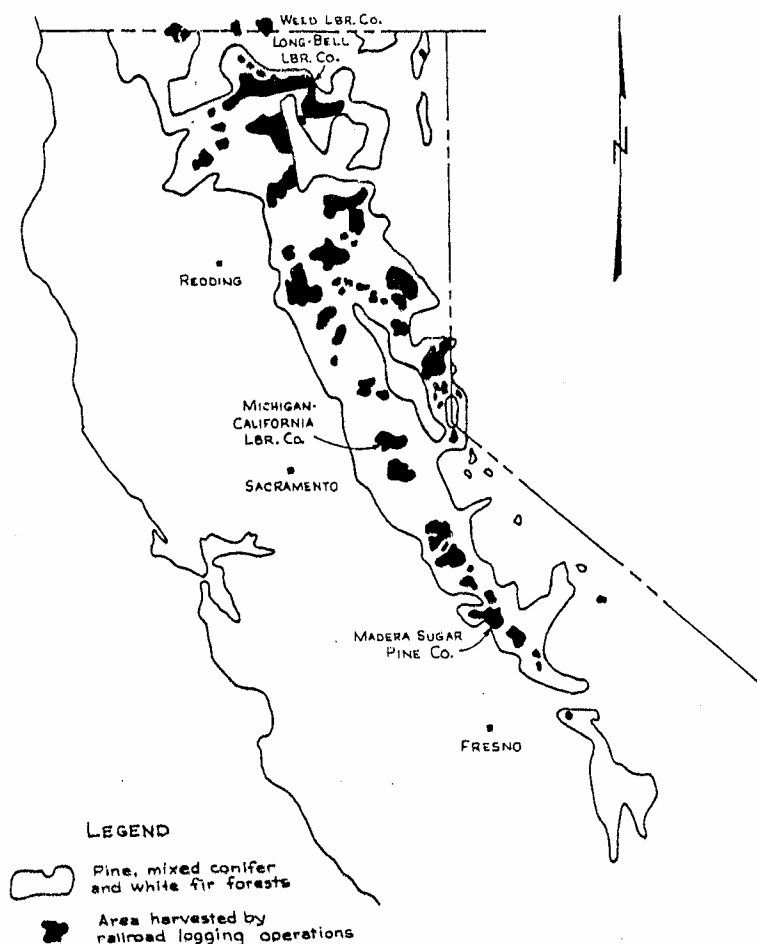 WEED LBR. CO.
LONG-BELL
LBR. CO.
N
REDDING
MICHIGAN-
CALIFORNIA
LBR. CO.
SACRAMENTO
MADERA SUGAR
PINE CO.
FRESNO
LEGEND
Pine, mixed conifer
and white fir forests
Area harvested by
railroad logging operations